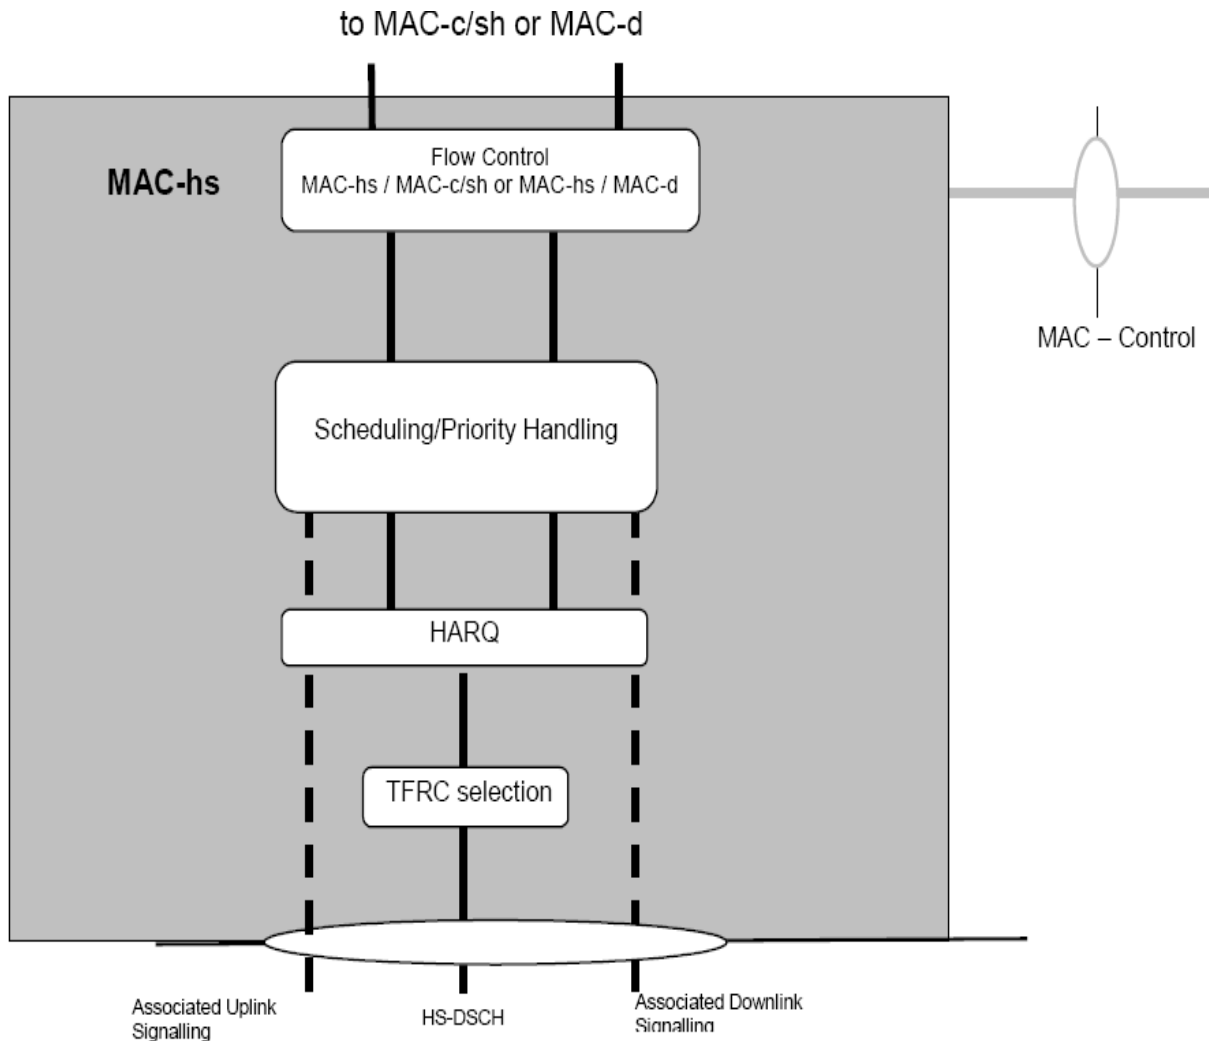 to MAC-c/sh or MAC-d
MAC-hs
Flow Control
MAC-hs / MAC-c/sh or MAC-hs / MAC-d
MAC – Control
Scheduling/Priority Handling
HARQ
TFRC selection
Associated Uplink
Signalling
HS-DSCH
Associated Downlink
Signalling